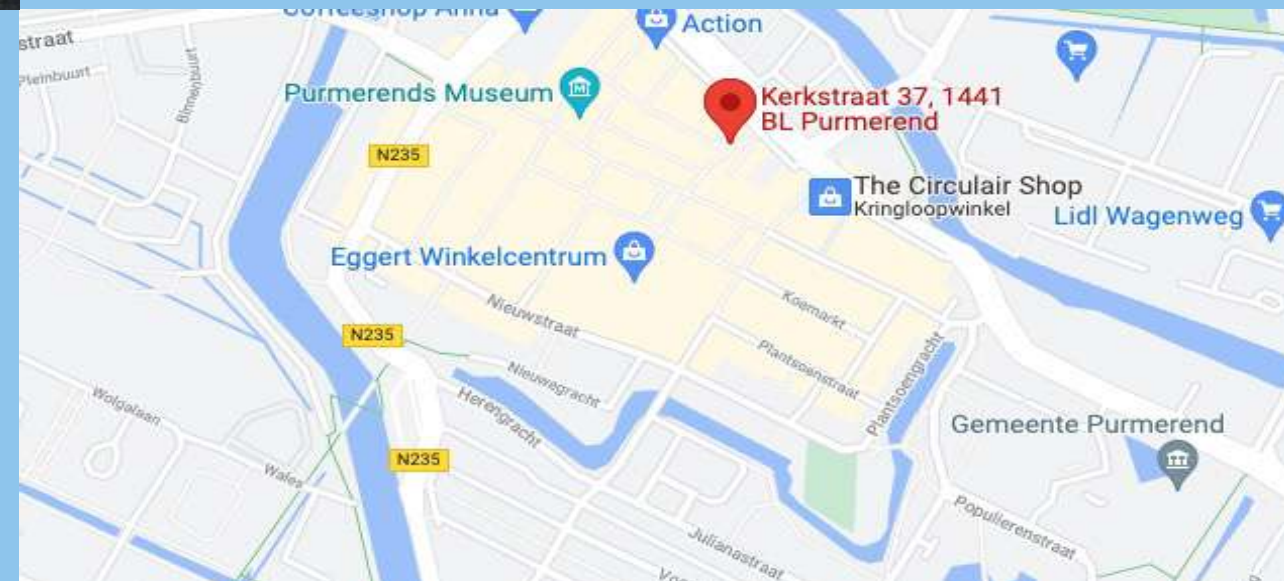 Coffeeshop Anna
Action
straat
Pleinbuurt
Binnenbuurt
Purmerends Museum
Kerkstraat 37, 1441
BL Purmerend
N235
The Circulair Shop
Kringloopwinkel
Lidl Wagenweg
Eggert Winkelcentrum
Koemarkt
Nieuwstraat
N235
Plantsoenstraat
Plantsoengracht
Nieuwegracht
Herengracht
Wolgalaan
Gemeente Purmerend
N235
Wales
Populierenstraat
Julianastraat